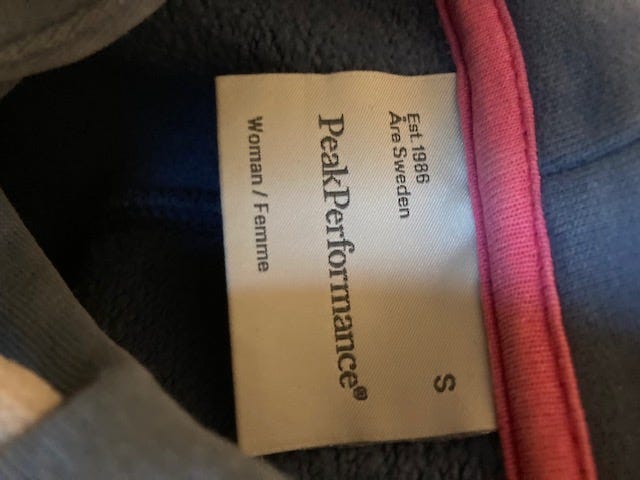 Est.1986
Åre Sweden
PeakPerformance®
Woman / Femme
S